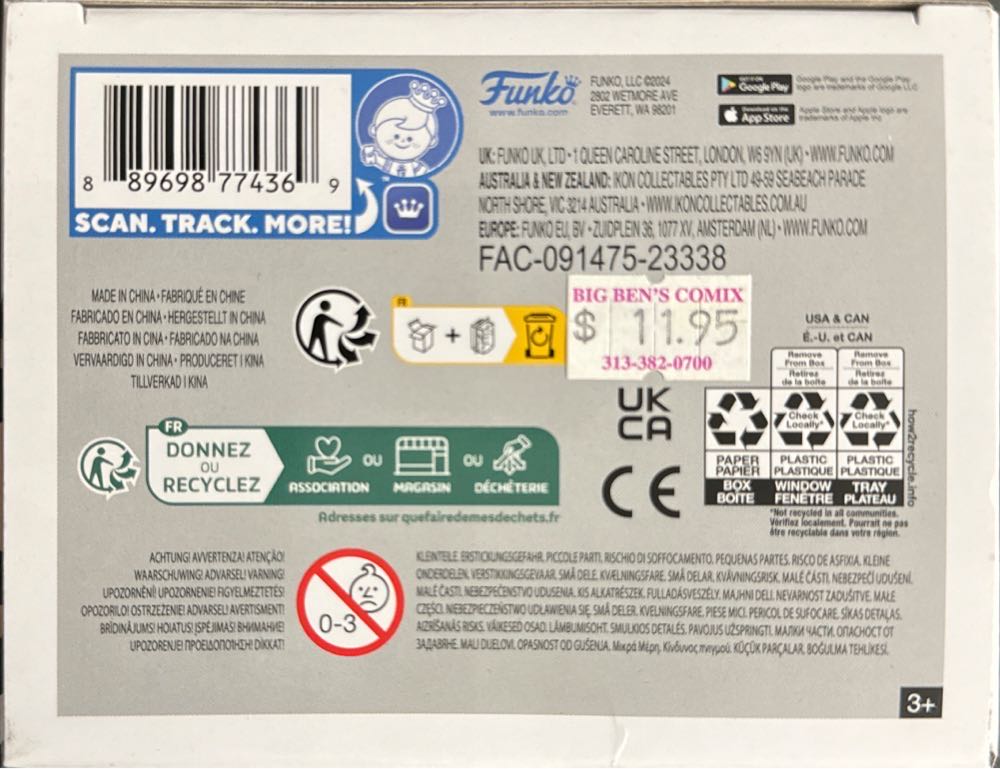 8 89698 77436 9
SCAN. TRACK. MORE!
Funko
www.funko.com
FUNKO, LLC ©2024
2802 WETMORE AVE
EVERETT, WA 98201
GET IT ON
Google Play
Google Play and the Google Play
logo are trademarks of Google LLC
Download on the
App Store
Apple Store and Apple logo are
trademarks of Apple Inc
UK: FUNKO UK, LTD • 1 QUEEN CAROLINE STREET, LONDON, W6 9YN (UK) • WWW.FUNKO.COM
AUSTRALIA & NEW ZEALAND: IKON COLLECTABLES PTY LTD 49-59 SEABEACH PARADE
NORTH SHORE, VIC 3214 AUSTRALIA • WWW.IKONCOLLECTABLES.COM.AU
EUROPE: FUNKO EU, BV • ZUIDPLEIN 36, 1077 XV, AMSTERDAM (NL) • WWW.FUNKO.COM
FAC-091475-23338
MADE IN CHINA • FABRIQUÉ EN CHINE
FABRICADO EN CHINA • HERGESTELLT IN CHINA
FABBRICATO IN CINA • FABRICADO NA CHINA
VERVAARDIGD IN CHINA • PRODUCERET I KINA
TILLVERKAD I KINA
FR
+
BIG BEN'S COMIX
$ 11.95
313-382-0700
USA & CAN
É.-U. et CAN
Remove
From Box
Retirez
de la boîte
Remove
From Box
Retirez
de la boîte
Check
Locally*
Check
Locally*
PAPER
PAPIER
PLASTIC
PLASTIQUE
PLASTIC
PLASTIQUE
BOX
BOÎTE
WINDOW
FENÊTRE
TRAY
PLATEAU
how2recycle.info
*Not recycled in all communities.
Vérifiez localement. Pourrait ne pas
être recyclable dans votre région.
UK
CA
CE
FR
DONNEZ
OU
RECYCLEZ
ASSOCIATION
OU
MAGASIN
OU
DÉCHÈTERIE
Adresses sur quefairedemesdechets.fr
ACHTUNG! AVVERTENZA! ATENÇÃO!
WAARSCHUWING! ADVARSEL! VARNING!
UPOZORNĚNÍ! UPOZORNENIE! FIGYELMEZTETÉS!
OPOZORILO! OSTRZEŻENIE! ADVARSEL! AVERTISMENT!
BRĪDINĀJUMS! HOIATUS! ĮSPĖJIMAS! ВНИМАНИЕ!
UPOZORENJE! ΠΡΟΕΙΔΟΠΟΙΗΣΗ! DİKKAT!
0-3
KLEINTEILE. ERSTICKUNGSGEFAHR. PICCOLE PARTI. RISCHIO DI SOFFOCAMENTO. PEQUENAS PARTES. RISCO DE ASFIXIA. KLEINE
ONDERDELEN. VERSTIKKINGSGEVAAR. SMÅ DELE. KVÆLNINGSFARE. SMÅ DELAR. KVÄVNINGSRISK. MALÉ ČÁSTI. NEBEZPEČÍ UDUŠENÍ.
MALÉ ČASTI. NEBEZPEČENSTVO UDUSENIA. KIS ALKATRÉSZEK. FULLADÁSVESZÉLY. MAJHNI DELI. NEVARNOST ZADUŠITVE. MAŁE
CZĘŚCI. NIEBEZPIECZEŃSTWO UDŁAWIENIA SIĘ. SMÅ DELER. KVELNINGSFARE. PIESE MICI. PERICOL DE SUFOCARE. SĪKAS DETAĻAS.
AIZRĪŠANĀS RISKS. VÄIKESED OSAD. LÄMBUMISOHT. SMULKIOS DETALĖS. PAVOJUS UŽSPRINGTI. МАЛКИ ЧАСТИ. ОПАСНОСТ ОТ
ЗАДАВЯНЕ. MALI DIJELOVI. OPASNOST OD GUŠENJA. Μικρά Μέρη. Κίνδυνος πνιγμού. KÜÇÜK PARÇALAR. BOĞULMA TEHLİKESİ.
3+